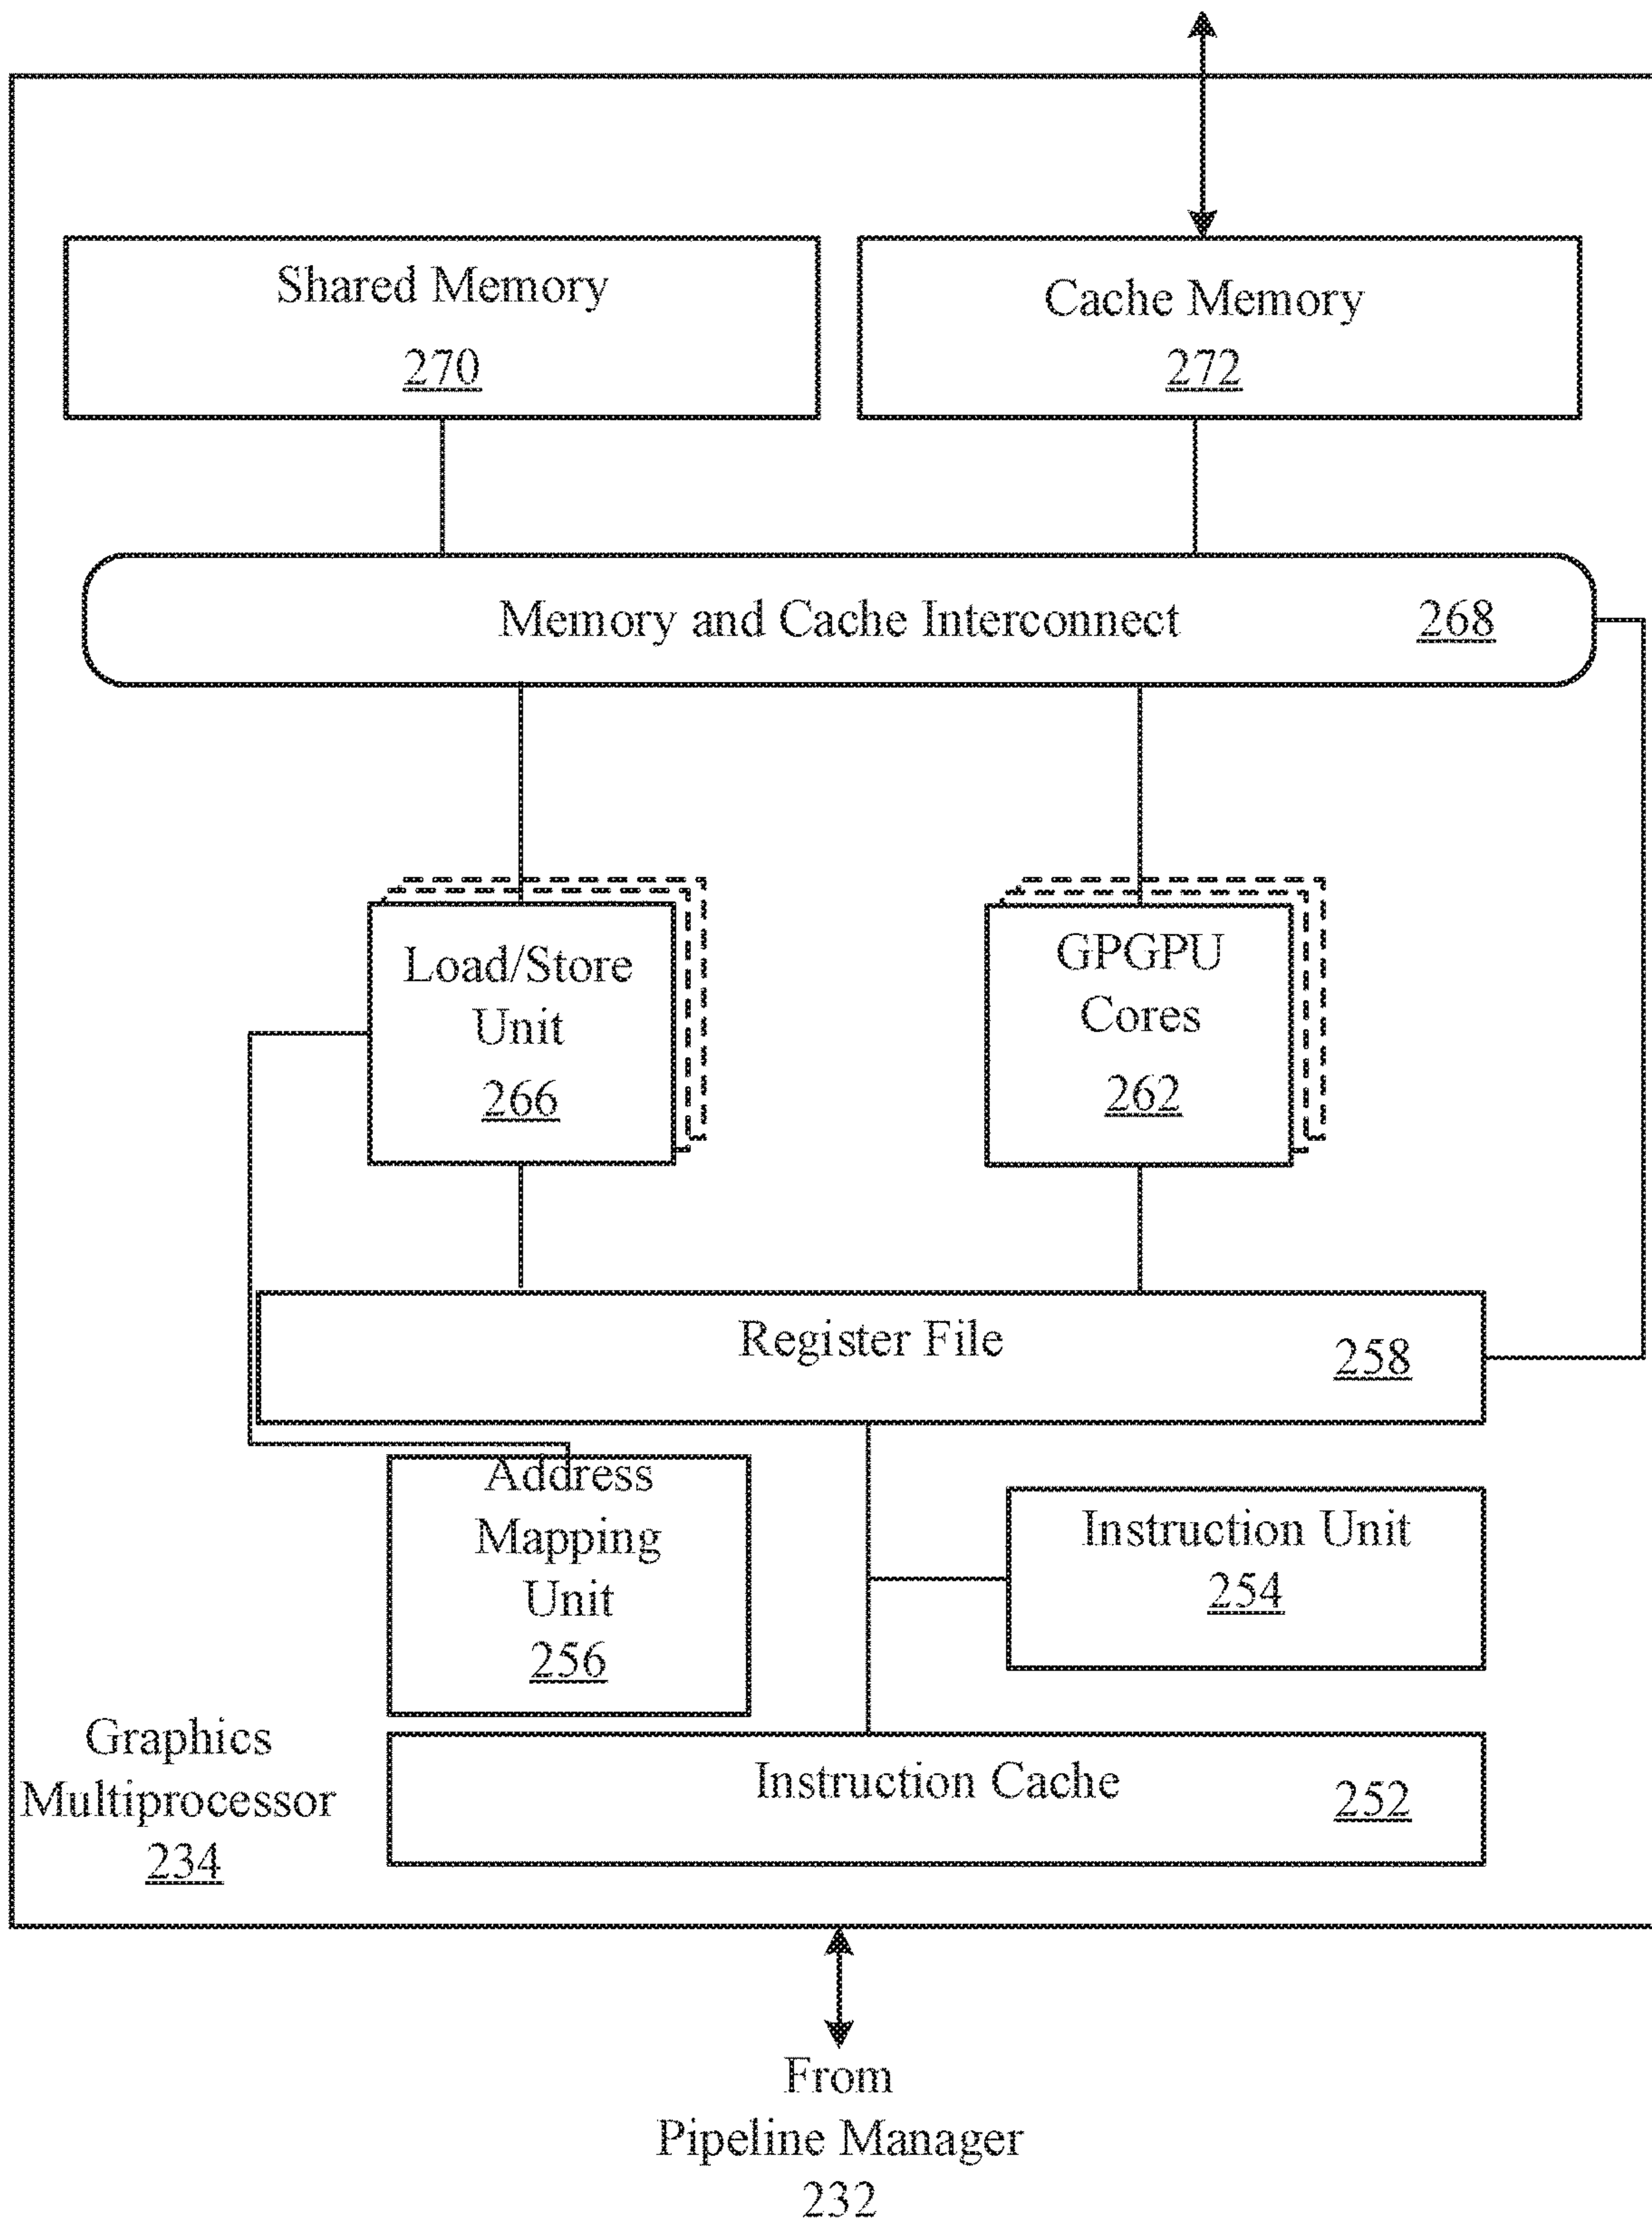 Shared Memory
270
Cache Memory
272
Memory and Cache Interconnect 268
Load/Store
Unit
266
GPGPU
Cores
262
Register File 258
Address
Mapping
Unit
256
Instruction Unit
254
Graphics
Multiprocessor
234
Instruction Cache 252
From
Pipeline Manager
232